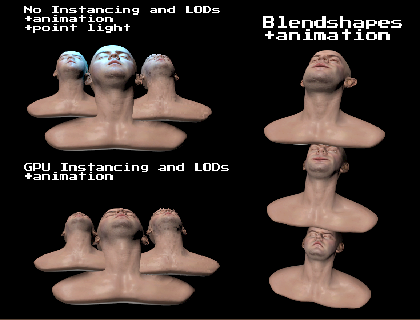 No Instancing and LODs
+animation
+point light
Blendshapes
+animation
GPU Instancing and LODs
+animation